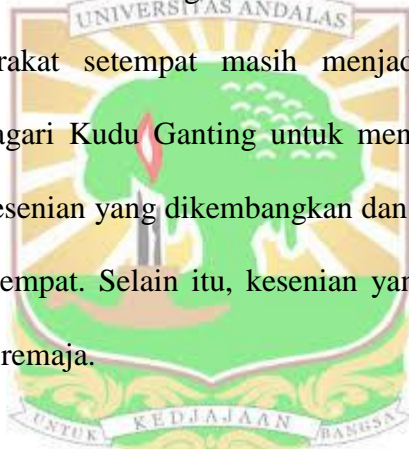 UNIVERSITAS ANDALAS
rakat setempat masih menjad
agari Kudu Ganting untuk men
esenian yang dikembangkan dan
empat. Selain itu, kesenian yan
remaja.
UNTUK KEDJAJAAN BANGSA